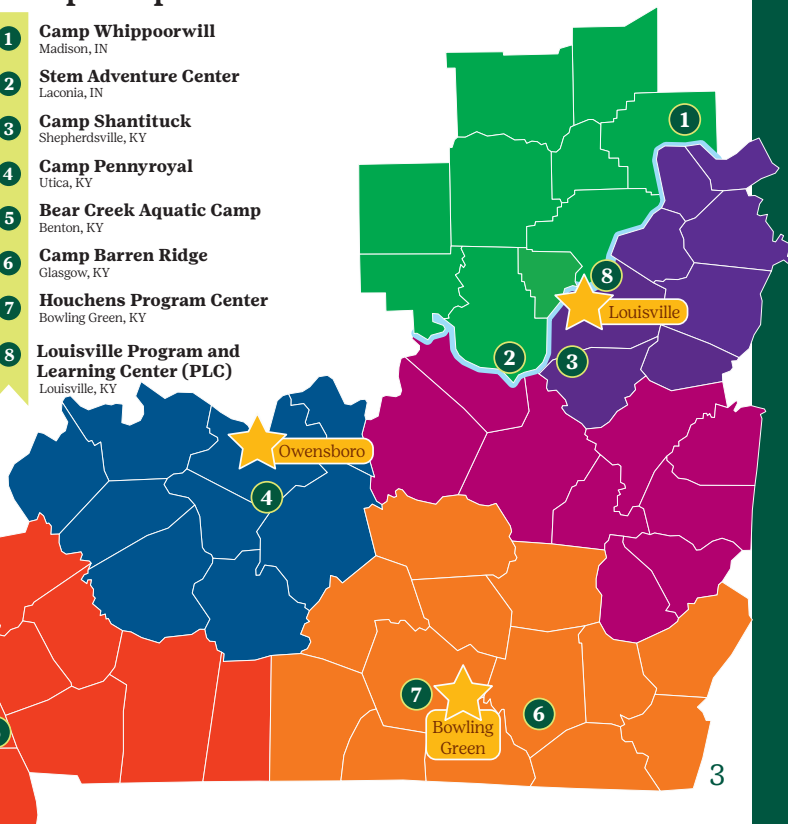 1
Camp Whippoorwill
Madison, IN
2
Stem Adventure Center
Laconia, IN
3
Camp Shantituck
Shepherdsville, KY
4
Camp Pennyroyal
Utica, KY
5
Bear Creek Aquatic Camp
Benton, KY
6
Camp Barren Ridge
Glasgow, KY
7
Houchens Program Center
Bowling Green, KY
8
Louisville Program and
Learning Center (PLC)
Louisville, KY
1
8
Louisville
2
3
Owensboro
4
7
6
Bowling
Green
3